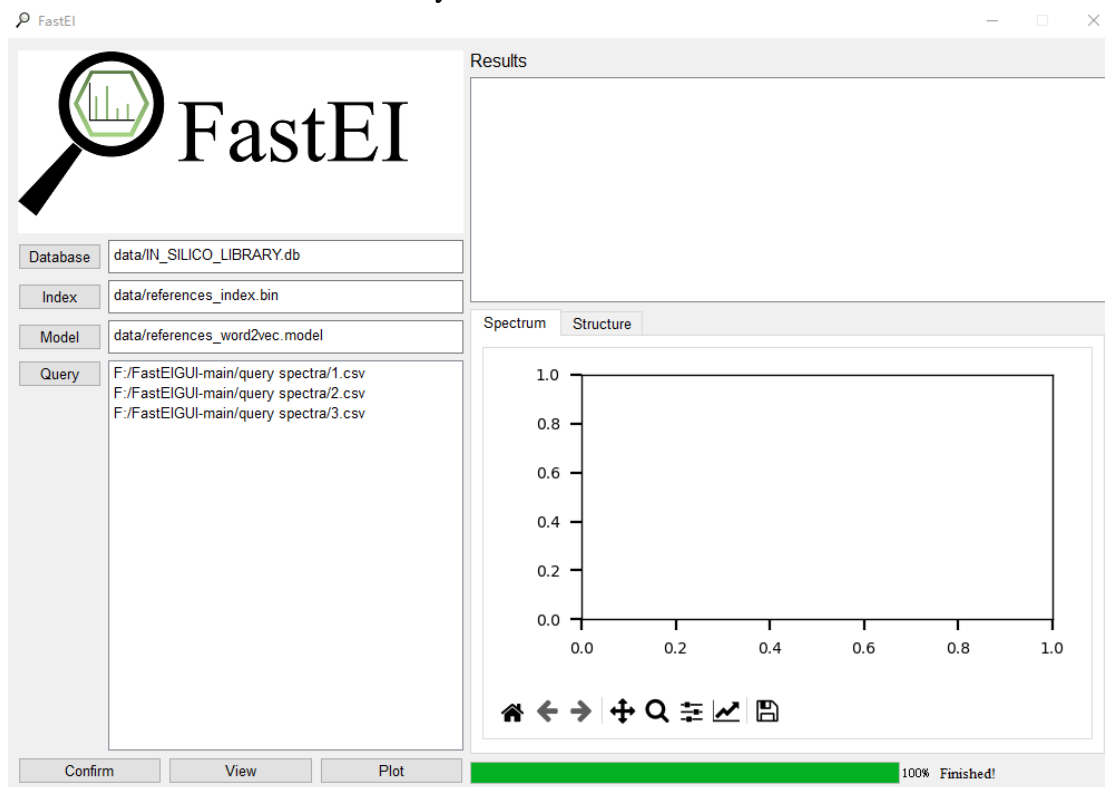 FastEI
FastEI
Database
data/IN_SILICO_LIBRARY.db
Index
data/references_index.bin
Model
data/references_word2vec.model
Query
F:/FastEIGUI-main/query spectra/1.csv
F:/FastEIGUI-main/query spectra/2.csv
F:/FastEIGUI-main/query spectra/3.csv
Confirm View Plot
Results
Spectrum Structure
1.0
0.8
0.6
0.4
0.2
0.0
0.0 0.2 0.4 0.6 0.8 1.0
100% Finished!